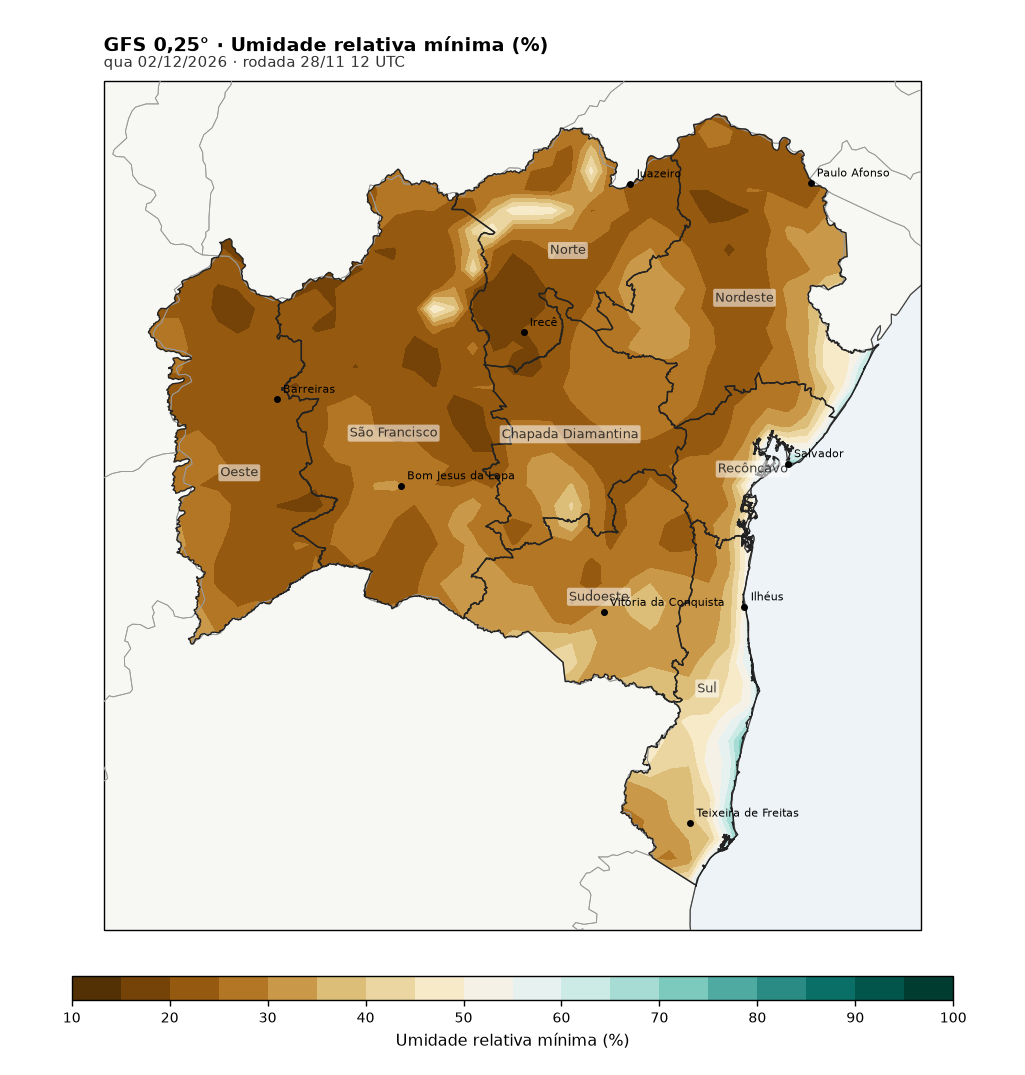 GFS 0,25° · Umidade relativa mínima (%)
qua 02/12/2026 · rodada 28/11 12 UTC
Paulo Afonso
Juazeiro
Norte
Nordeste
Irecê
Barreiras
São Francisco
Chapada Diamantina
Salvador
Recôncavo
Oeste
Bom Jesus da Lapa
Sudoeste
Vitória da Conquista
Ilhéus
Sul
Teixeira de Freitas
10 20 30 40 50 60 70 80 90 100
Umidade relativa mínima (%)